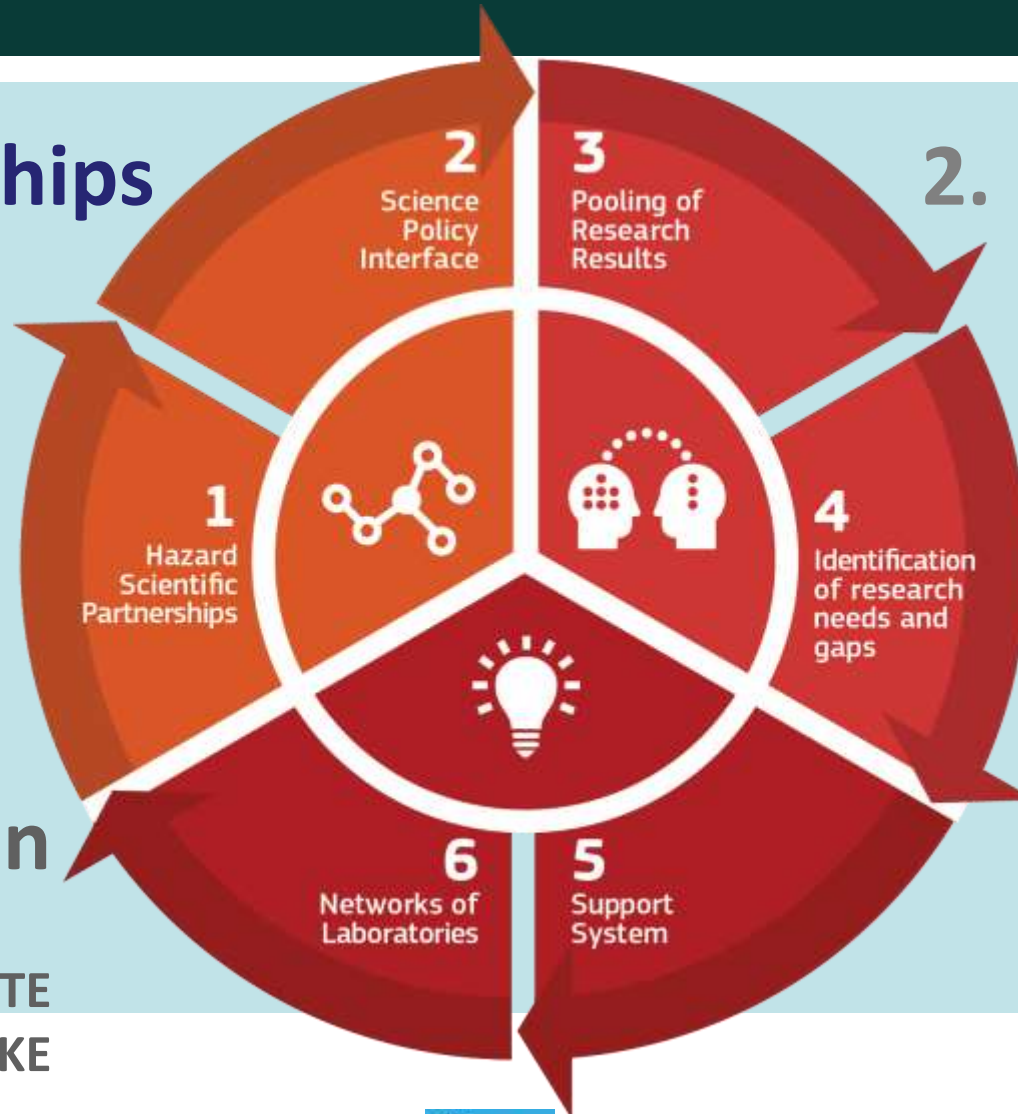 hips
2.
2
Science
Policy
Interface
3
Pooling of
Research
Results
1
Hazard
Scientific
Partnerships
4
Identification
of research
needs and
gaps
n
6
Networks of
Laboratories
5
Support
System
TE
KE